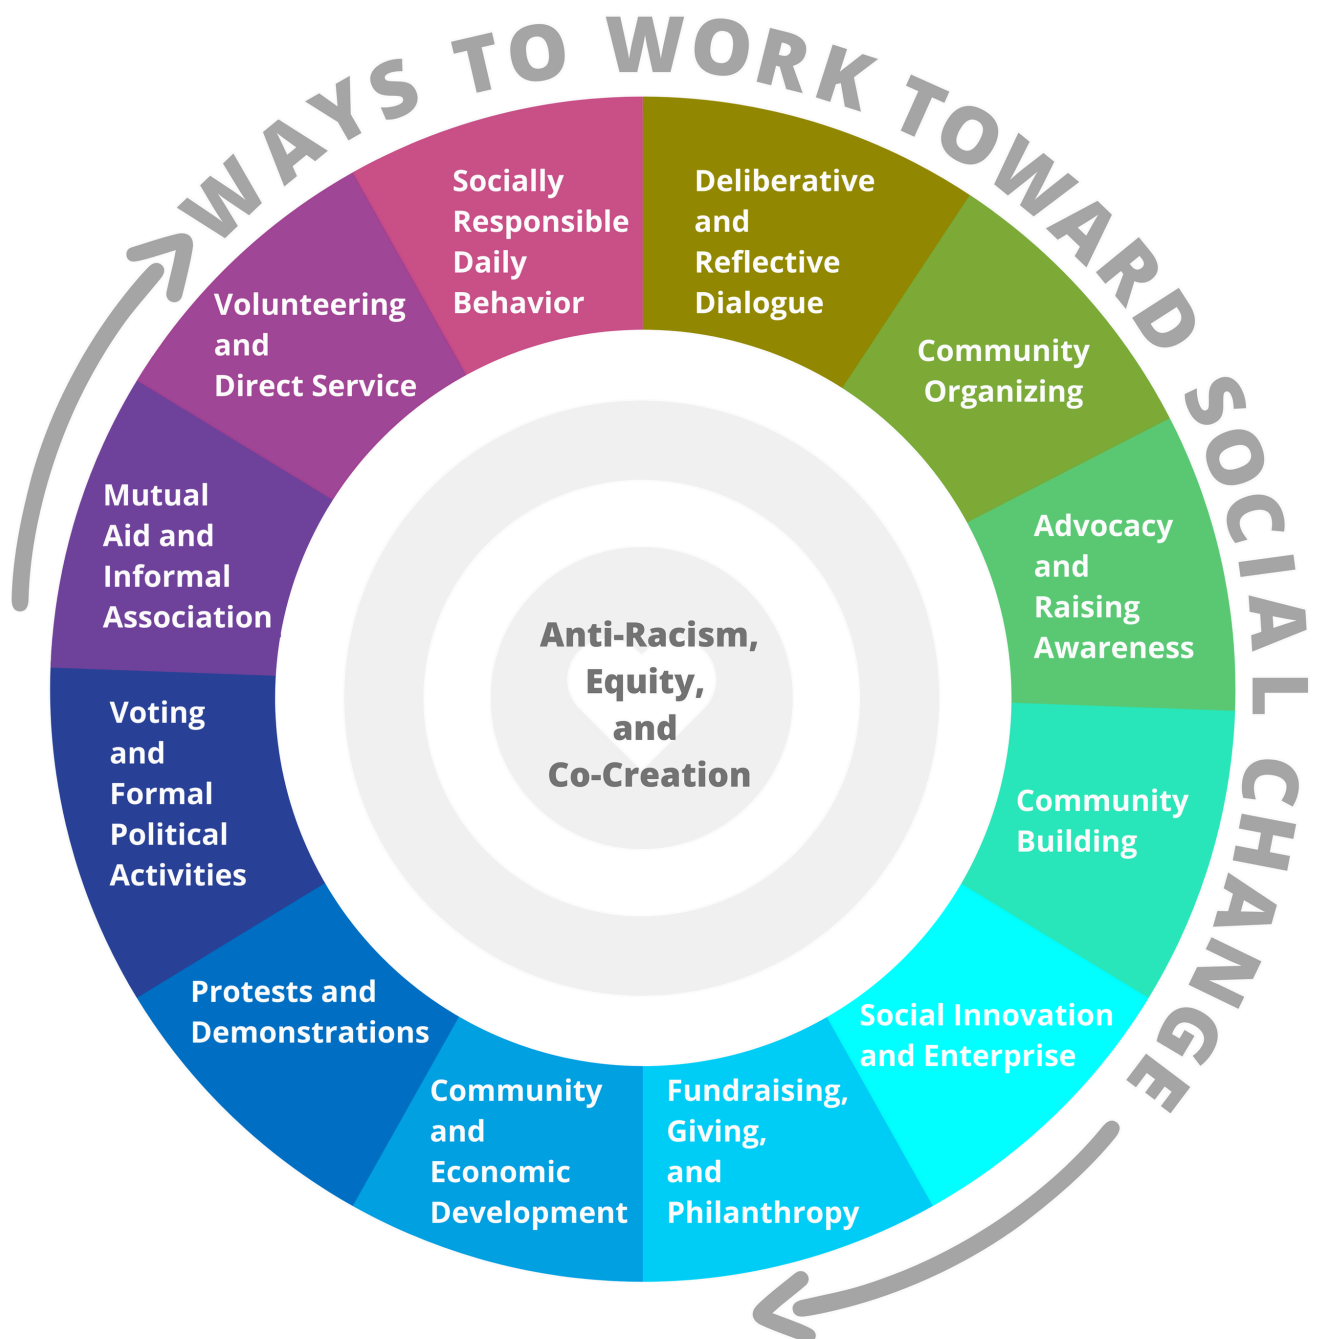 WAYS TO WORK TOWARD SOCIAL CHANGE
Deliberative
and
Reflective
Dialogue
Community
Organizing
Advocacy
and
Raising
Awareness
Community
Building
Social Innovation
and Enterprise
Fundraising,
Giving,
and
Philanthropy
Community
and
Economic
Development
Protests and
Demonstrations
Voting
and
Formal
Political
Activities
Mutual
Aid and
Informal
Association
Volunteering
and
Direct Service
Socially
Responsible
Daily
Behavior
Anti-Racism,
Equity,
and
Co-Creation